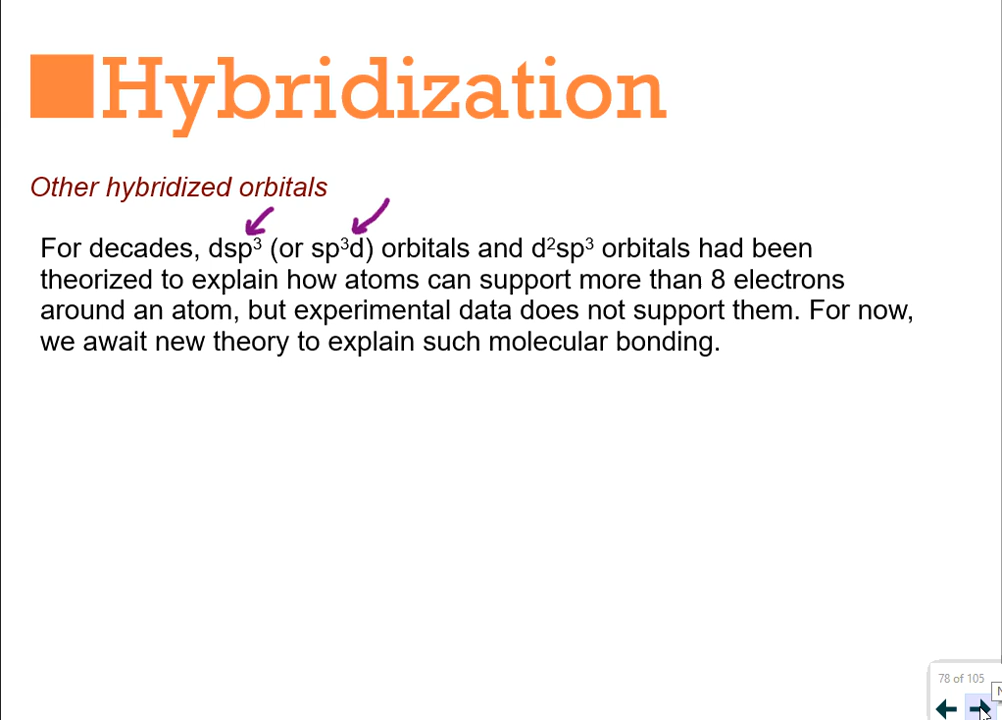 Hybridization
Other hybridized orbitals
For decades, dsp³ (or sp³d) orbitals and d²sp³ orbitals had been
theorized to explain how atoms can support more than 8 electrons
around an atom, but experimental data does not support them. For now,
we await new theory to explain such molecular bonding.
78 of 105